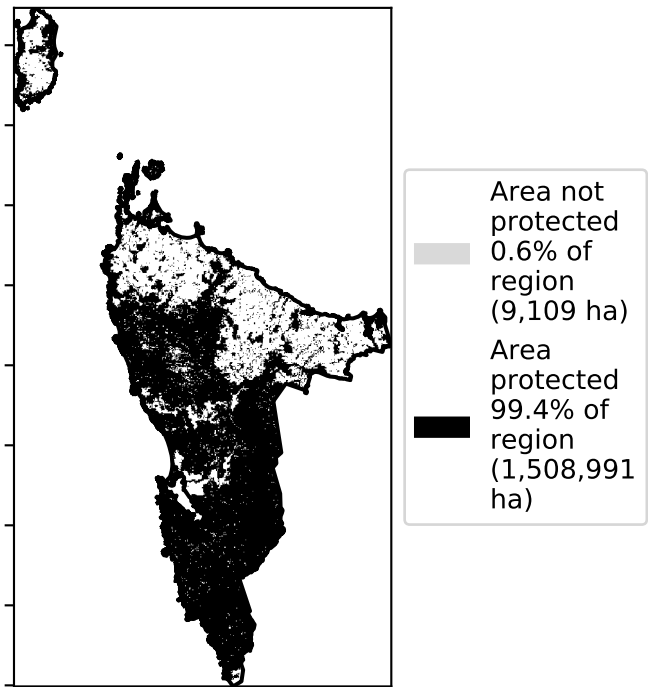 Area not
protected
0.6% of
region
(9,109 ha)
Area
protected
99.4% of
region
(1,508,991
ha)